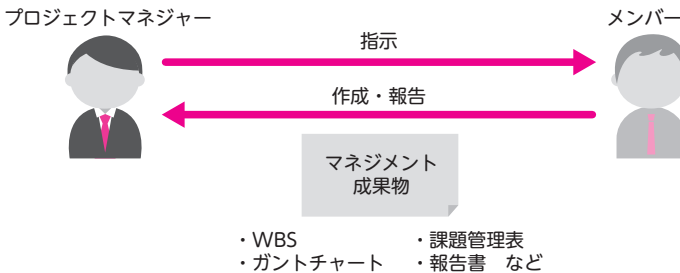 プロジェクトマネジャー
メンバー
指示
作成・報告
マネジメント
成果物
・WBS ・課題管理表
・ガントチャート ・報告書 など